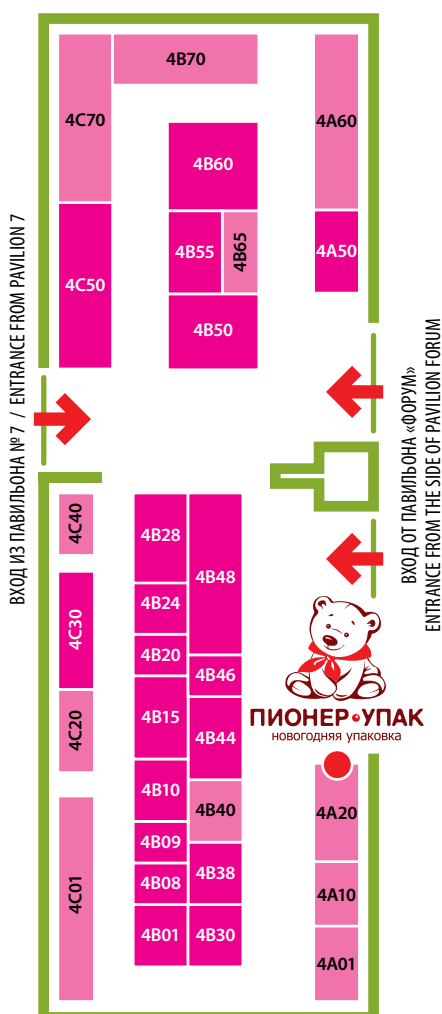 4B70
4C70
4A60
4B60
4B55
4B65
4A50
4C50
4B50
ВХОД ИЗ ПАВИЛЬОНА № 7 / ENTRANCE FROM PAVILION 7
ВХОД ОТ ПАВИЛЬОНА «ФОРУМ»
ENTRANCE FROM THE SIDE OF PAVILION FORUM
4C40
4B28
4B48
4B24
4C30
4B20
4B46
4C20
4B15
4B44
ПИОНЕР•УПАК
новогодняя упаковка
4B10
4B40
4A20
4B09
4B08
4B38
4A10
4C01
4B01
4B30
4A01